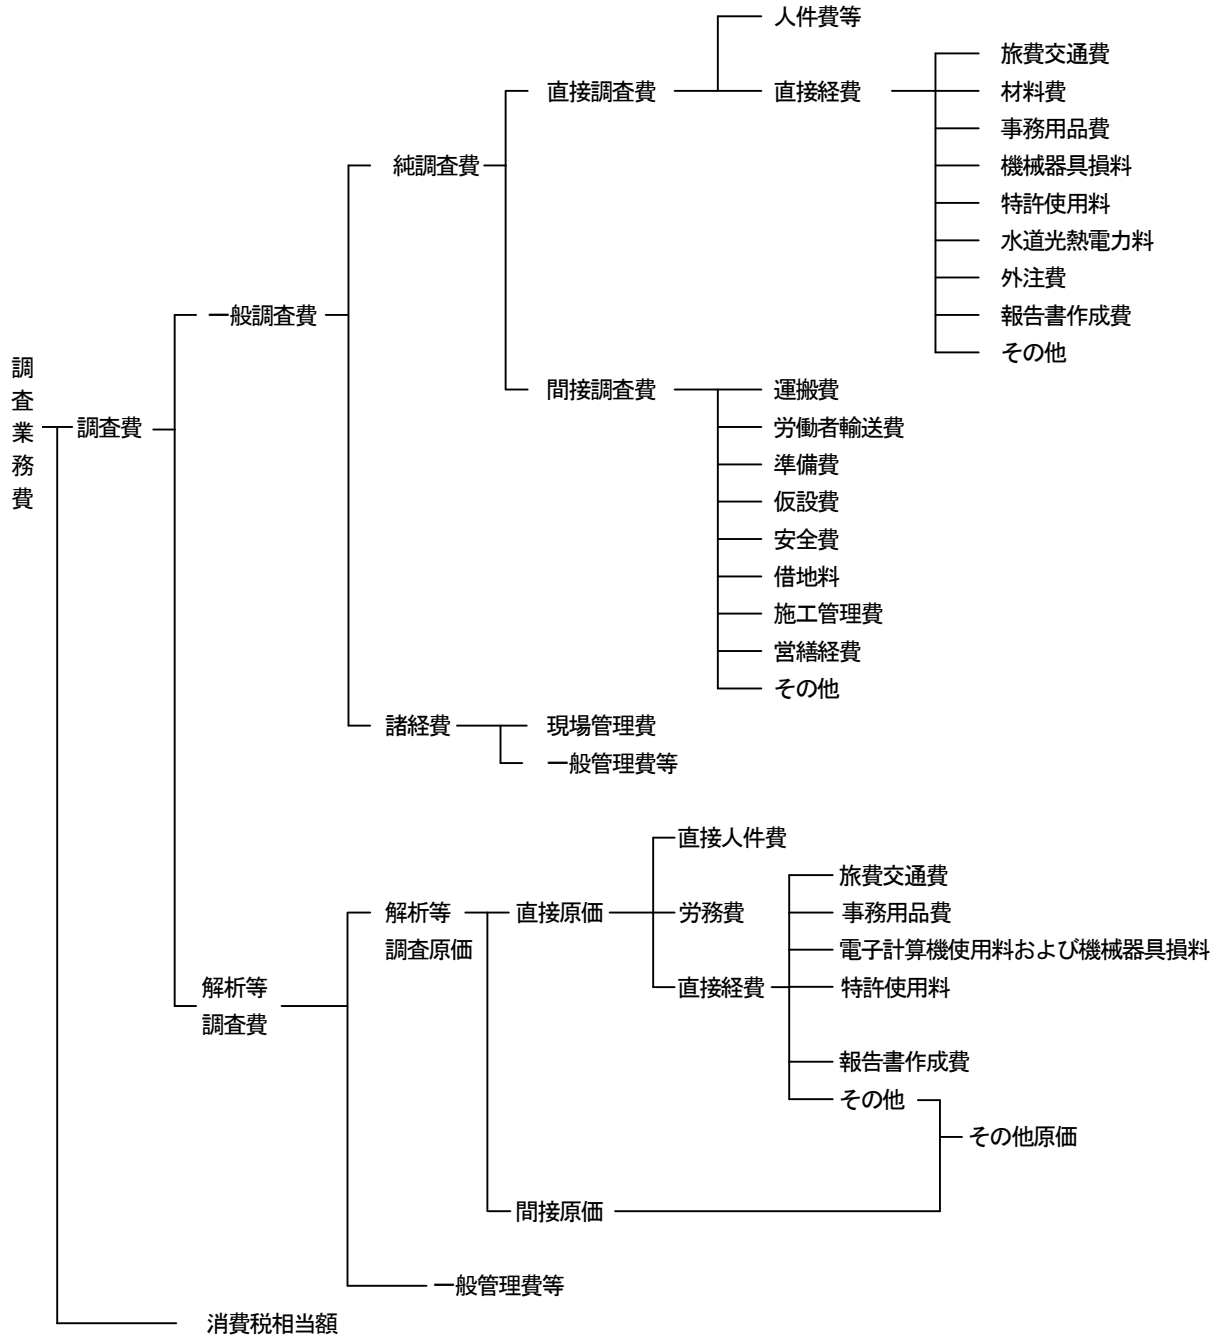 人件費等
旅費交通費
直接調査費
直接経費
材料費
事務用品費
純調査費
機械器具損料
特許使用料
水道光熱電力料
外注費
一般調査費
報告書作成費
その他
調査業務費
間接調査費
運搬費
調査費
労働者輸送費
準備費
仮設費
安全費
借地料
施工管理費
営繕経費
その他
諸経費
現場管理費
一般管理費等
直接人件費
旅費交通費
解析等
調査原価
直接原価
労務費
事務用品費
電子計算機使用料および機械器具損料
解析等
調査費
直接経費
特許使用料
報告書作成費
その他
その他原価
間接原価
一般管理費等
消費税相当額